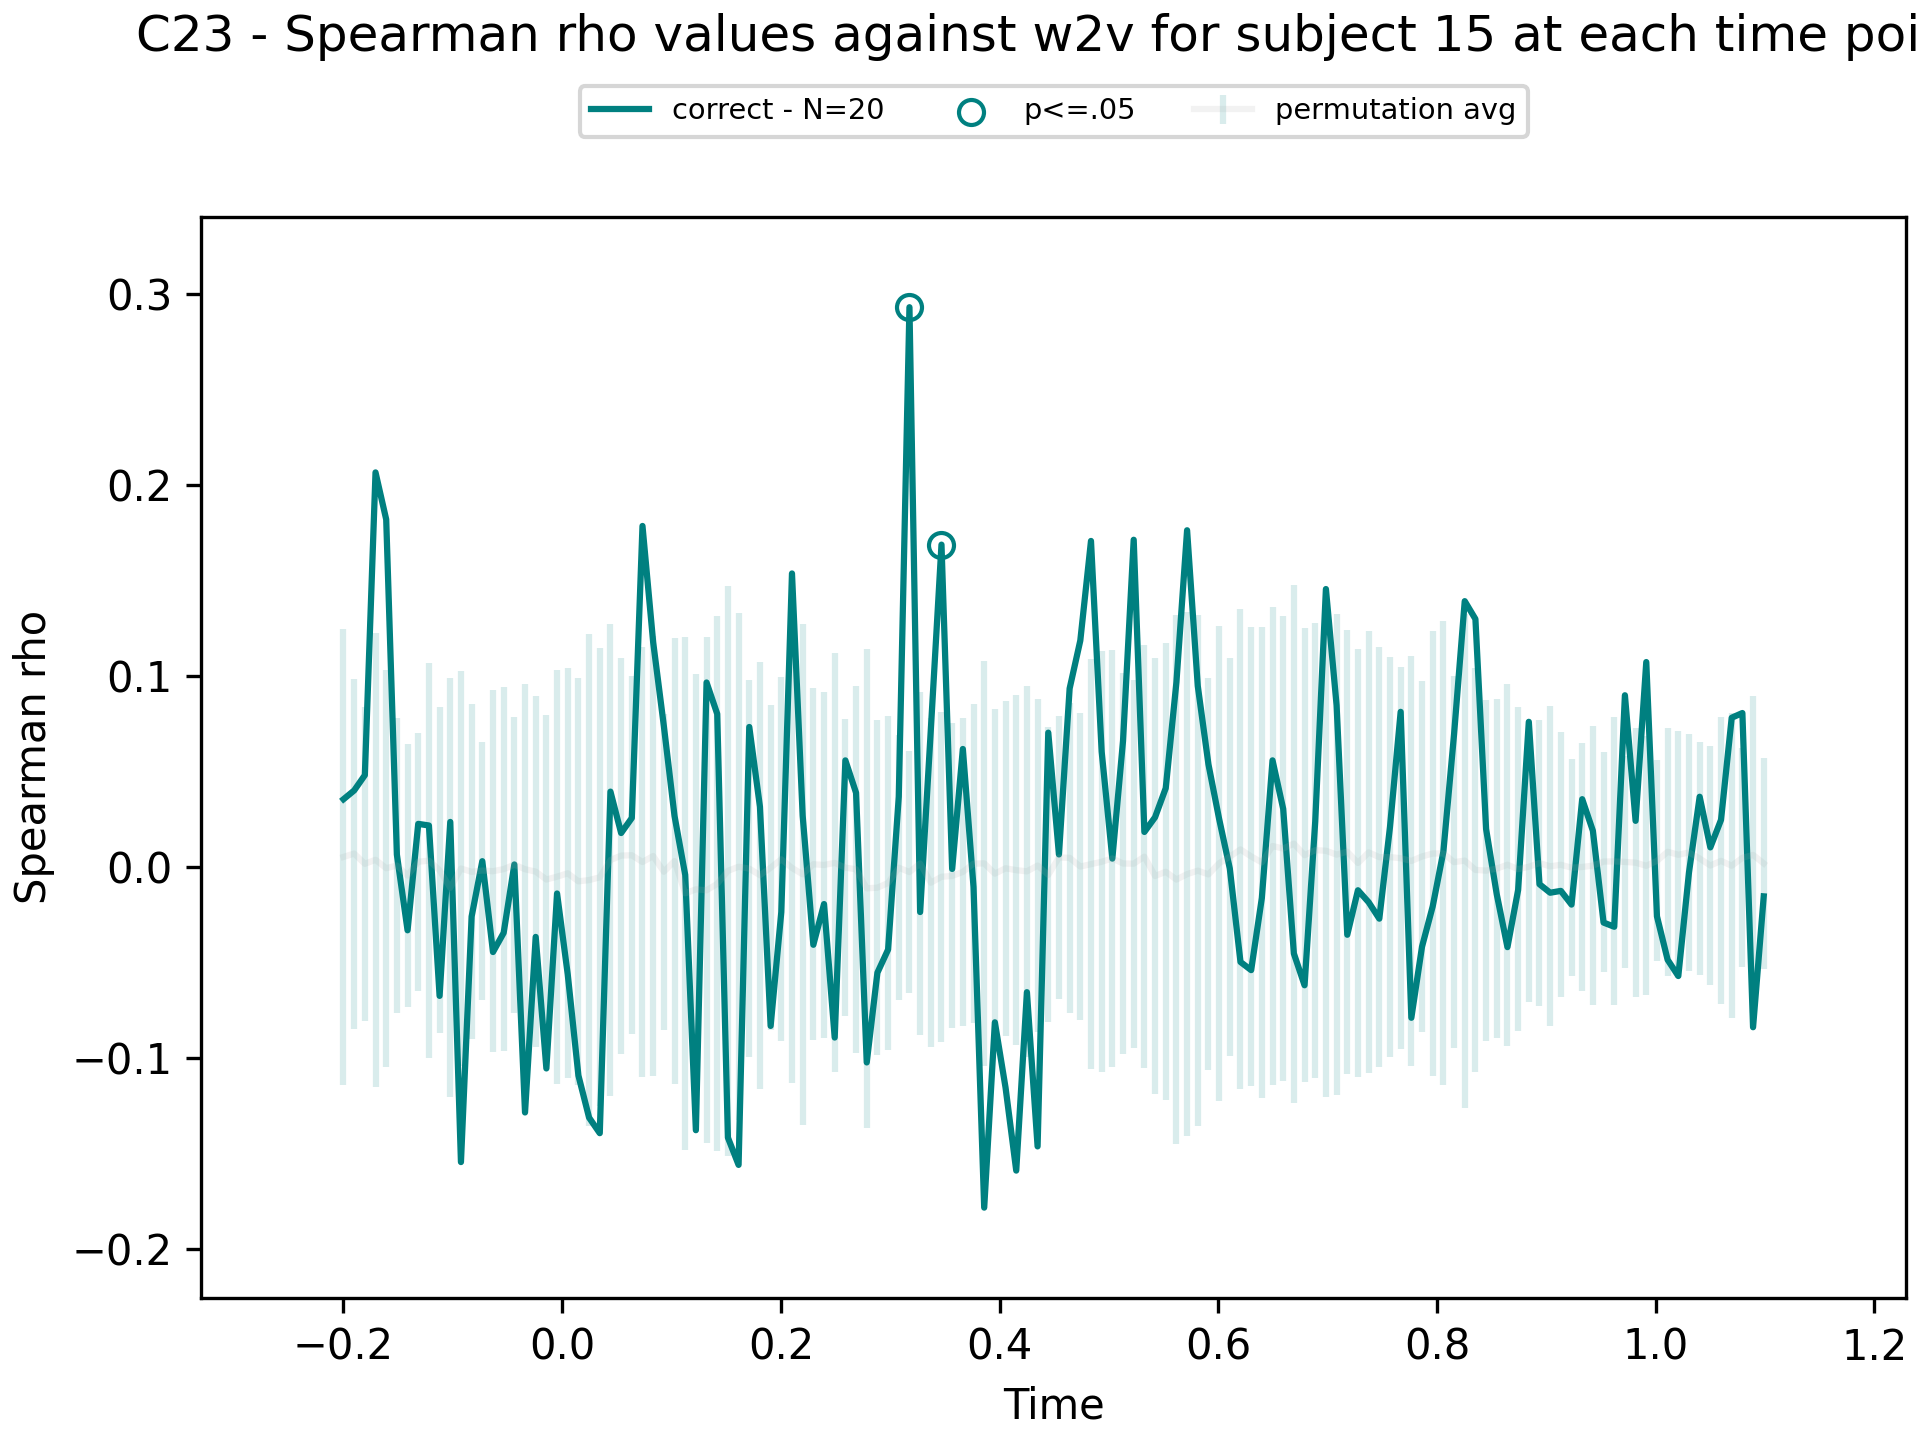 C23 - Spearman rho values against w2v for subject 15 at each time poi
correct - N=20
p<=.05
permutation avg
Spearman rho
0.3
0.2
0.1
0.0
−0.1
−0.2
−0.2
0.0
0.2
0.4
0.6
0.8
1.0
1.2
Time